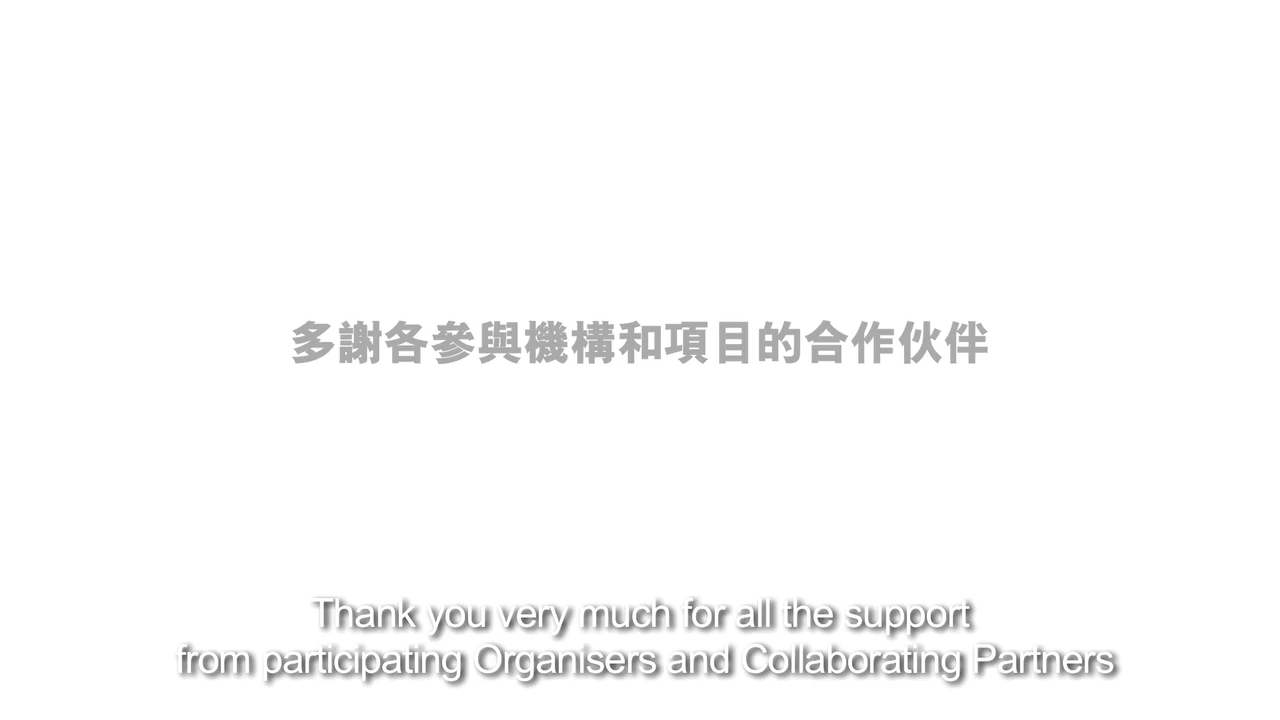 多謝各參與機構和項目的合作伙伴
Thank you very much for all the support
from participating Organisers and Collaborating Partners